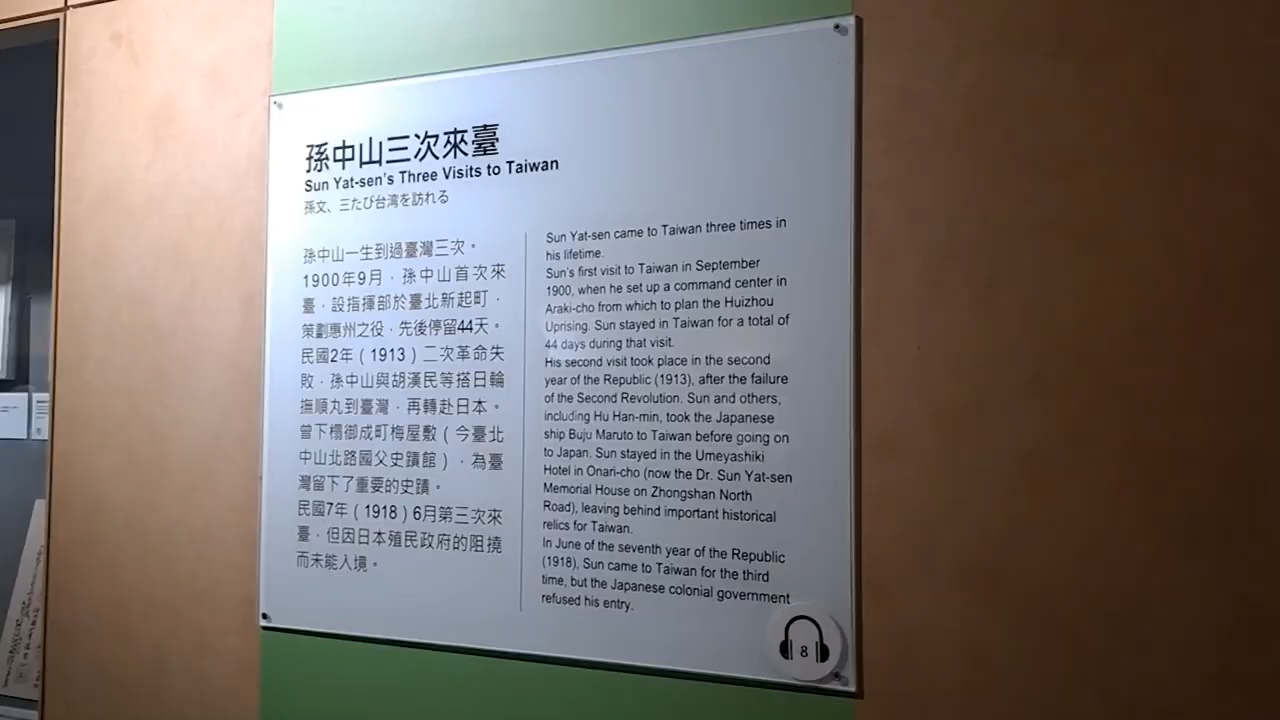 孫中山三次來臺
Sun Yat-sen's Three Visits to Taiwan
孫文、三たび台湾を訪れる
孫中山一生到過臺灣三次。
1900年9月，孫中山首次來
臺，設指揮部於臺北新起町，
策劃惠州之役，先後停留44天。
民國2年（1913）二次革命失
敗，孫中山與胡漢民等搭日輪
撫順丸到臺灣，再轉赴日本。
曾下榻御成町梅屋敷（今臺北
中山北路國父史蹟館），為臺
灣留下了重要的史蹟。
民國7年（1918）6月第三次來
臺，但因日本殖民政府的阻撓
而未能入境。
Sun Yat-sen came to Taiwan three times in
his lifetime.
Sun's first visit to Taiwan in September
1900, when he set up a command center in
Araki-cho from which to plan the Huizhou
Uprising. Sun stayed in Taiwan for a total of
44 days during that visit.
His second visit took place in the second
year of the Republic (1913), after the failure
of the Second Revolution. Sun and others,
including Hu Han-min, took the Japanese
ship Buju Maruto to Taiwan before going on
to Japan. Sun stayed in the Umeyashiki
Hotel in Onari-cho (now the Dr. Sun Yat-sen
Memorial House on Zhongshan North
Road), leaving behind important historical
relics for Taiwan.
In June of the seventh year of the Republic
(1918), Sun came to Taiwan for the third
time, but the Japanese colonial government
refused his entry.
8